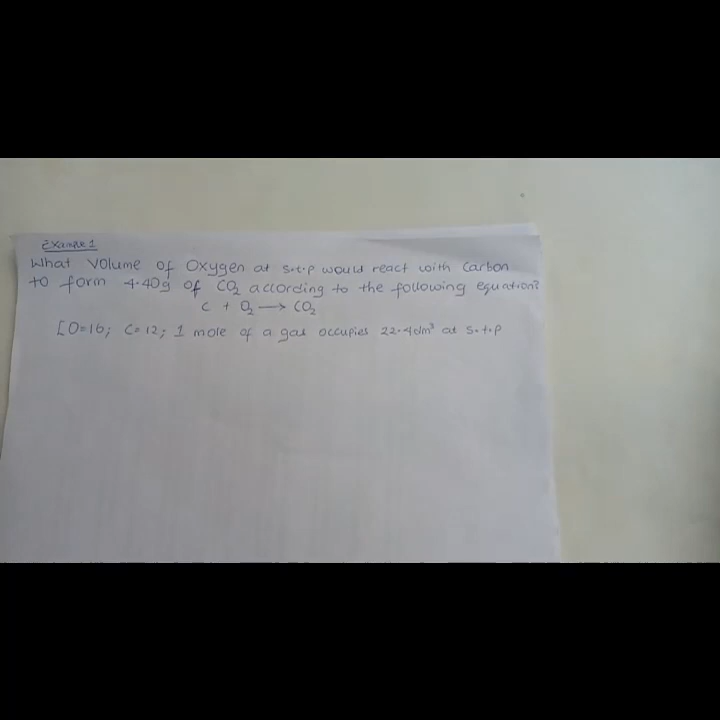 Example 1
What Volume of Oxygen at s.t.p would react with Carbon
to form 4.40g of CO₂ according to the following equation?
C + O₂ → CO₂
[O=16; C=12; 1 mole of a gas occupies 22.4dm³ at s.t.p